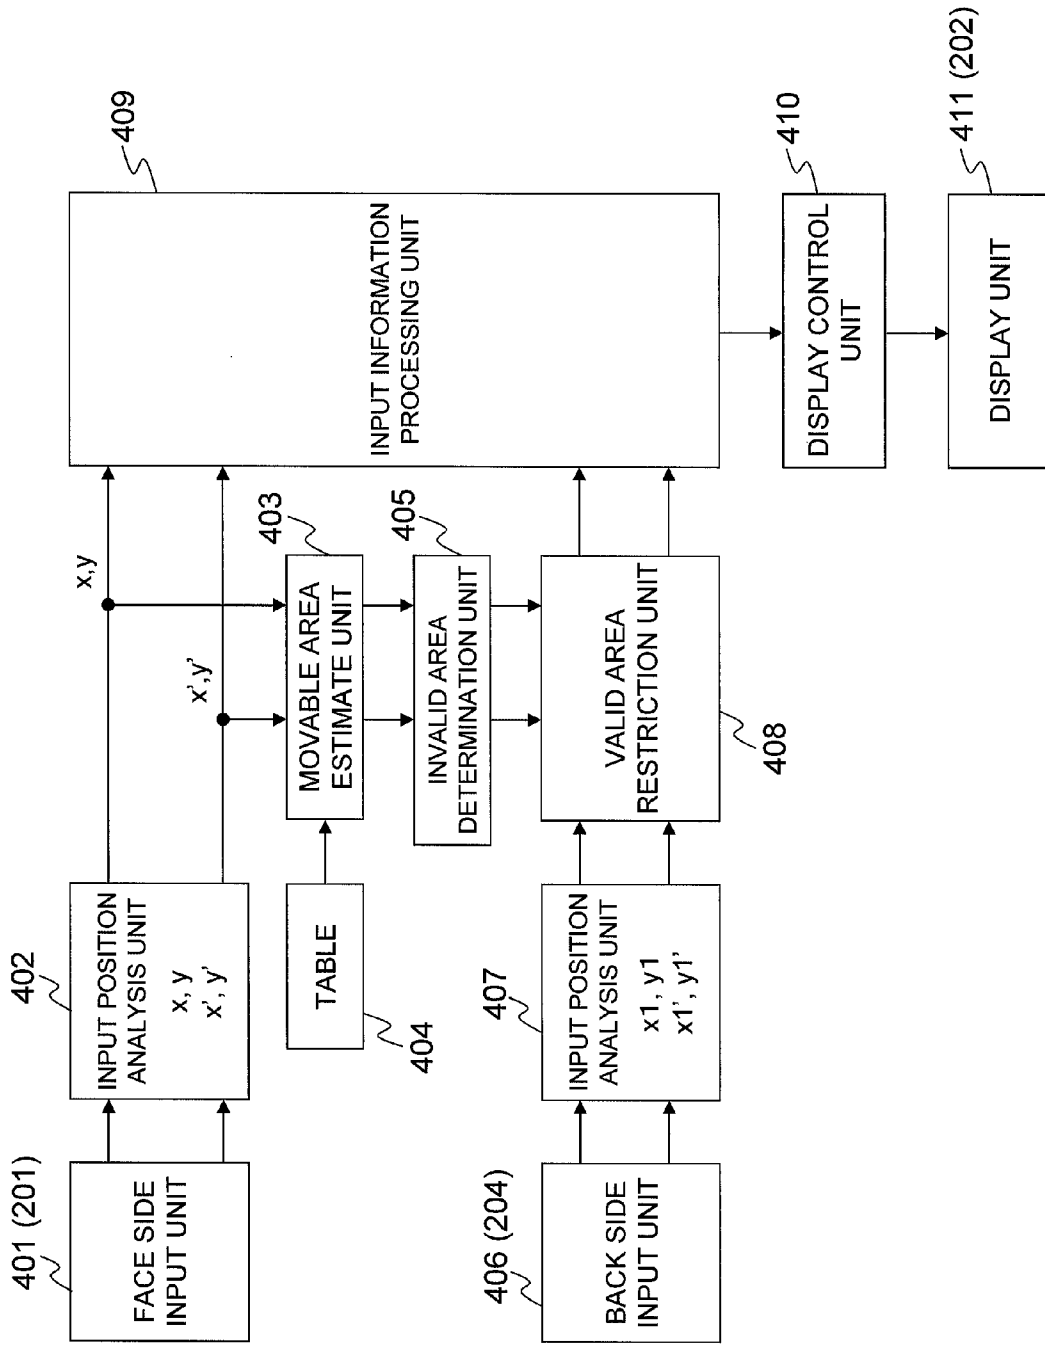 401 (201)
FACE SIDE
INPUT UNIT
402
INPUT POSITION
ANALYSIS UNIT
x, y
x', y'
x,y
x',y'
409
INPUT INFORMATION
PROCESSING UNIT
403
MOVABLE AREA
ESTIMATE UNIT
TABLE
404
405
INVALID AREA
DETERMINATION UNIT
406 (204)
BACK SIDE
INPUT UNIT
407
INPUT POSITION
ANALYSIS UNIT
x1, y1
x1', y1'
VALID AREA
RESTRICTION UNIT
408
410
DISPLAY CONTROL
UNIT
411 (202)
DISPLAY UNIT